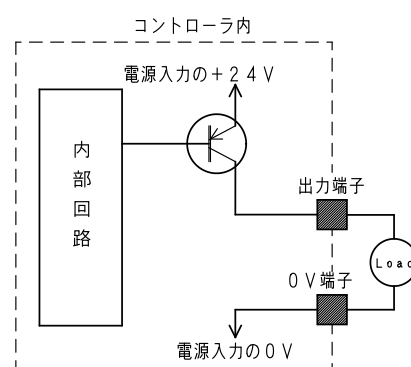 コントローラ内
電源入力の+24V
内部回路
出力端子
Load
0V端子
電源入力の0V